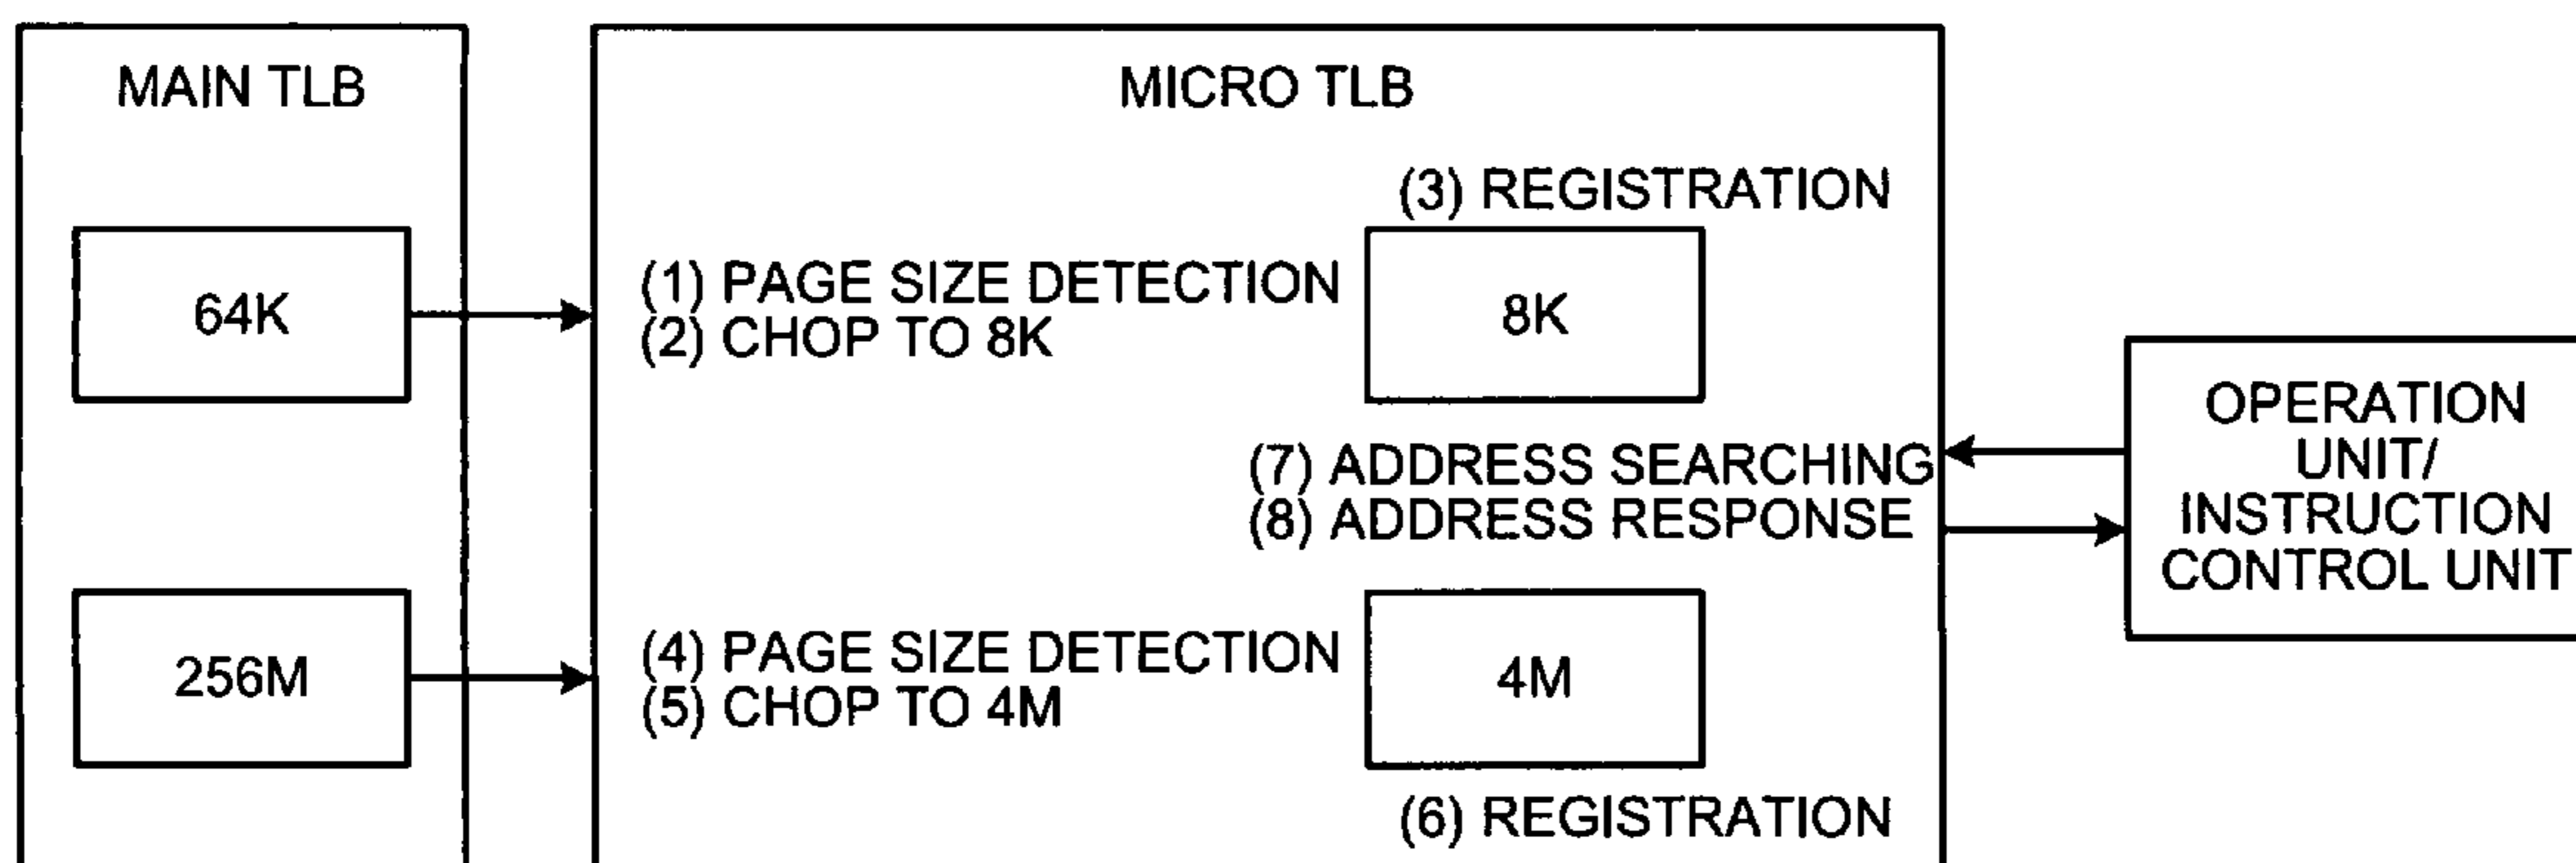 MAIN TLB
MICRO TLB
(3) REGISTRATION
64K
(1) PAGE SIZE DETECTION
(2) CHOP TO 8K
8K
(7) ADDRESS SEARCHING
(8) ADDRESS RESPONSE
OPERATION
UNIT/
INSTRUCTION
CONTROL UNIT
256M
(4) PAGE SIZE DETECTION
(5) CHOP TO 4M
4M
(6) REGISTRATION